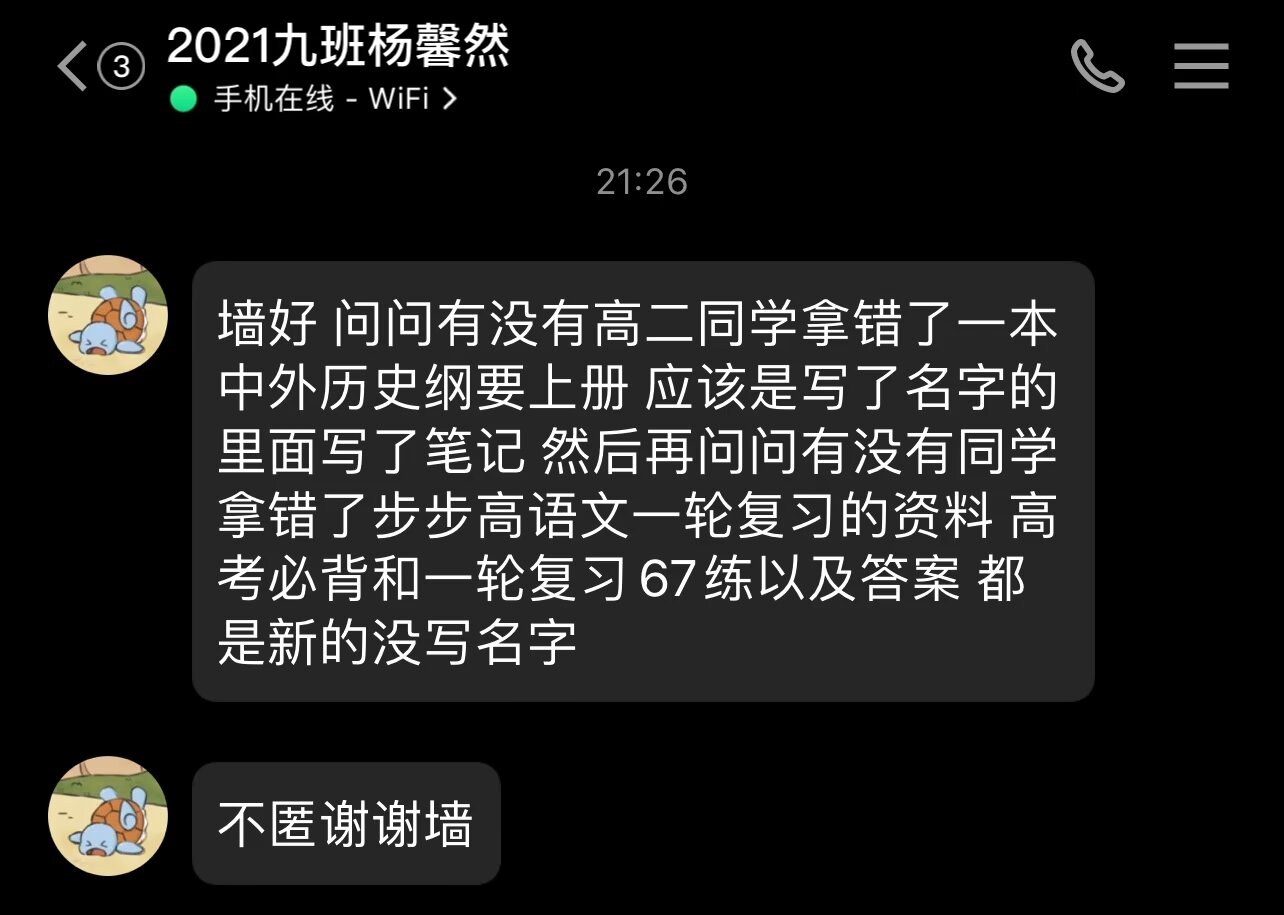 3
2021九班杨馨然
手机在线 - WiFi
21:26
墙好 问问有没有高二同学拿错了一本
中外历史纲要上册 应该是写了名字的
里面写了笔记 然后再问问有没有同学
拿错了步步高语文一轮复习的资料 高
考必背和一轮复习67练以及答案 都
是新的没写名字
不匿谢谢墙